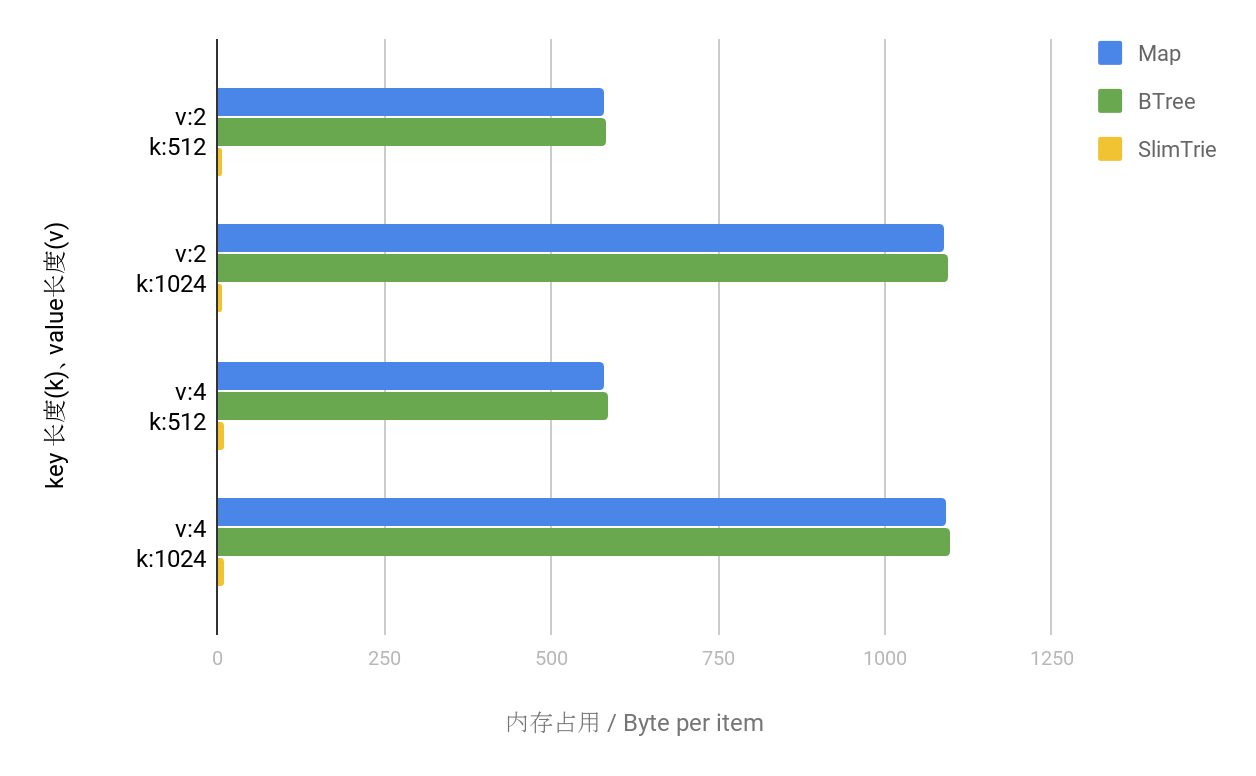 Map
BTree
SlimTrie
key 长度(k)、value长度(v)
v:2
k:512
v:2
k:1024
v:4
k:512
v:4
k:1024
0
250
500
750
1000
1250
内存占用 / Byte per item